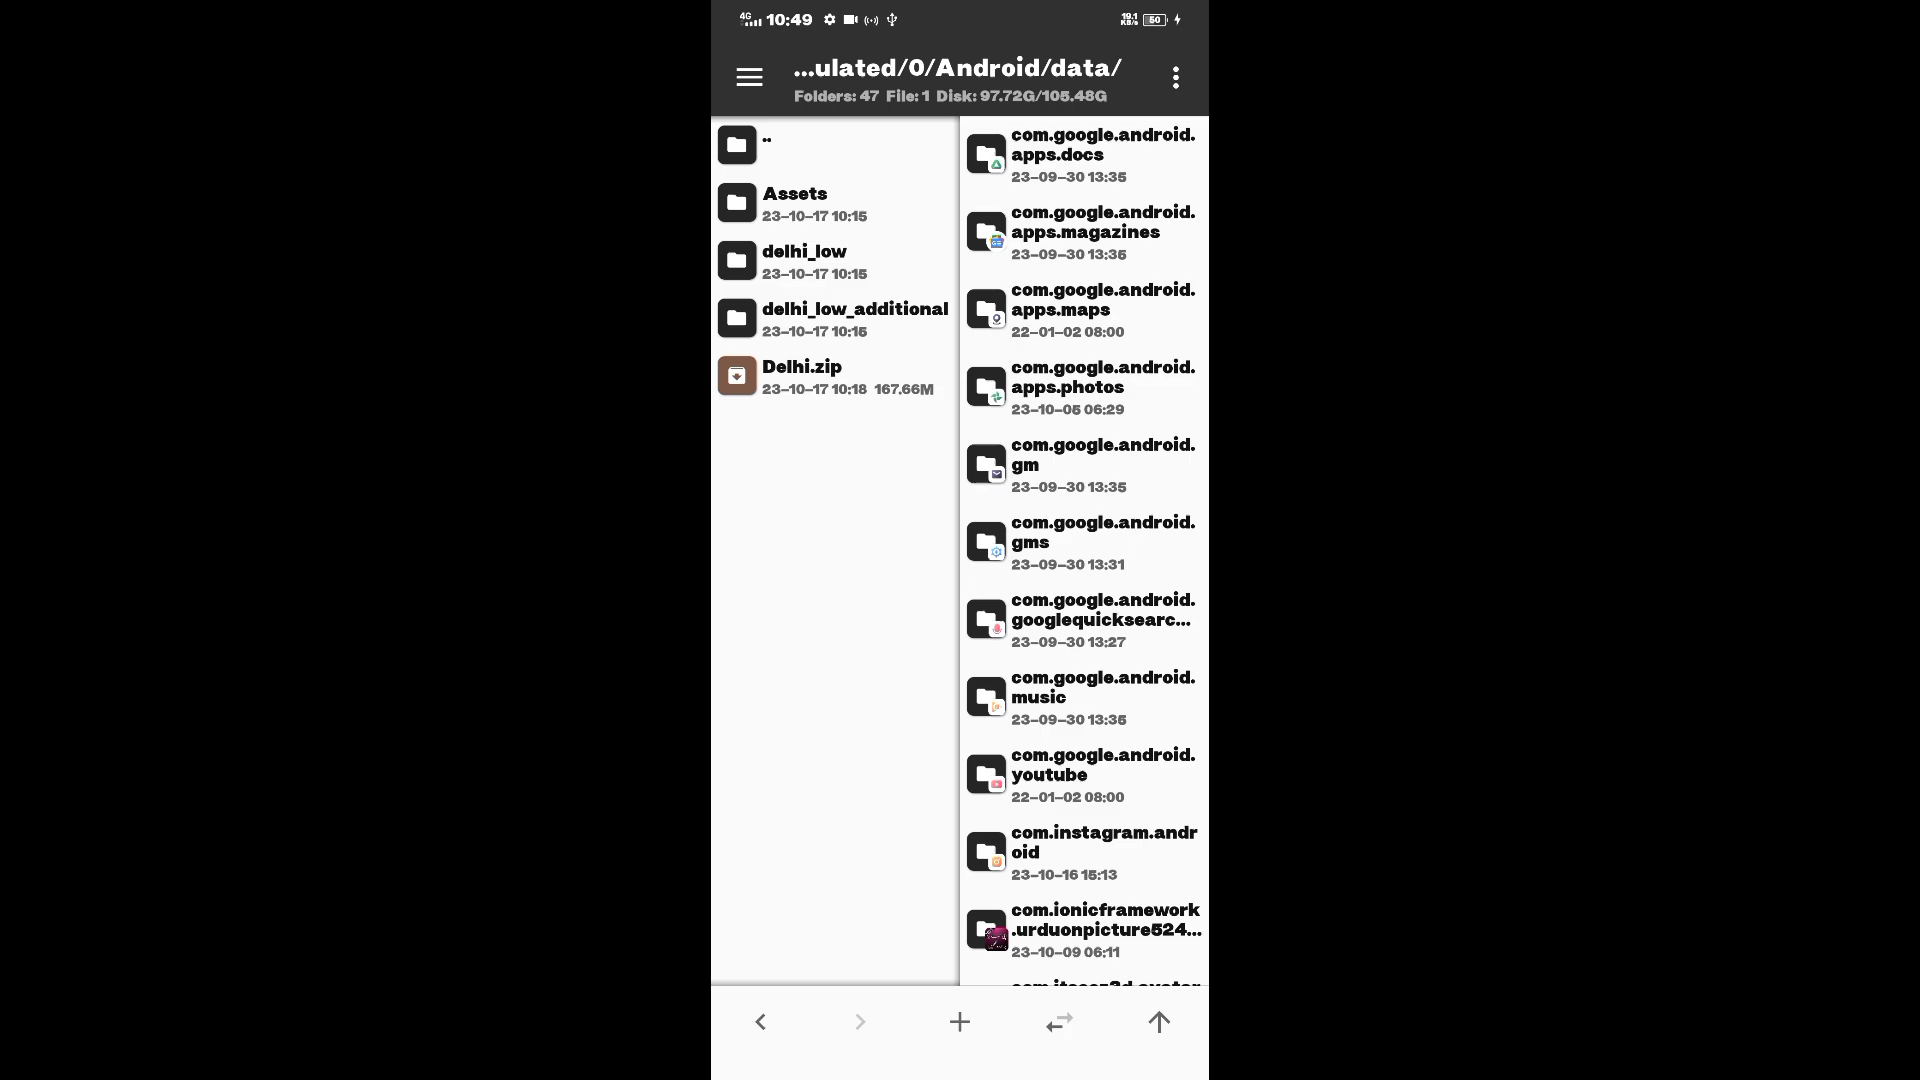 4G 10:49 19.1 KB/s 50
...ulated/0/Android/data/
Folders: 47 File: 1 Disk: 97.72G/105.48G
..
Assets
23-10-17 10:15
delhi_low
23-10-17 10:15
delhi_low_additional
23-10-17 10:15
Delhi.zip
23-10-17 10:18 167.66M
com.google.android.
apps.docs
23-09-30 13:35
com.google.android.
apps.magazines
23-09-30 13:35
com.google.android.
apps.maps
22-01-02 08:00
com.google.android.
apps.photos
23-10-05 06:29
com.google.android.
gm
23-09-30 13:35
com.google.android.
gms
23-09-30 13:31
com.google.android.
googlequicksearc...
23-09-30 13:27
com.google.android.
music
23-09-30 13:35
com.google.android.
youtube
22-01-02 08:00
com.instagram.andr
oid
23-10-16 15:13
com.ionicframework
.urduonpicture524...
23-10-09 06:11